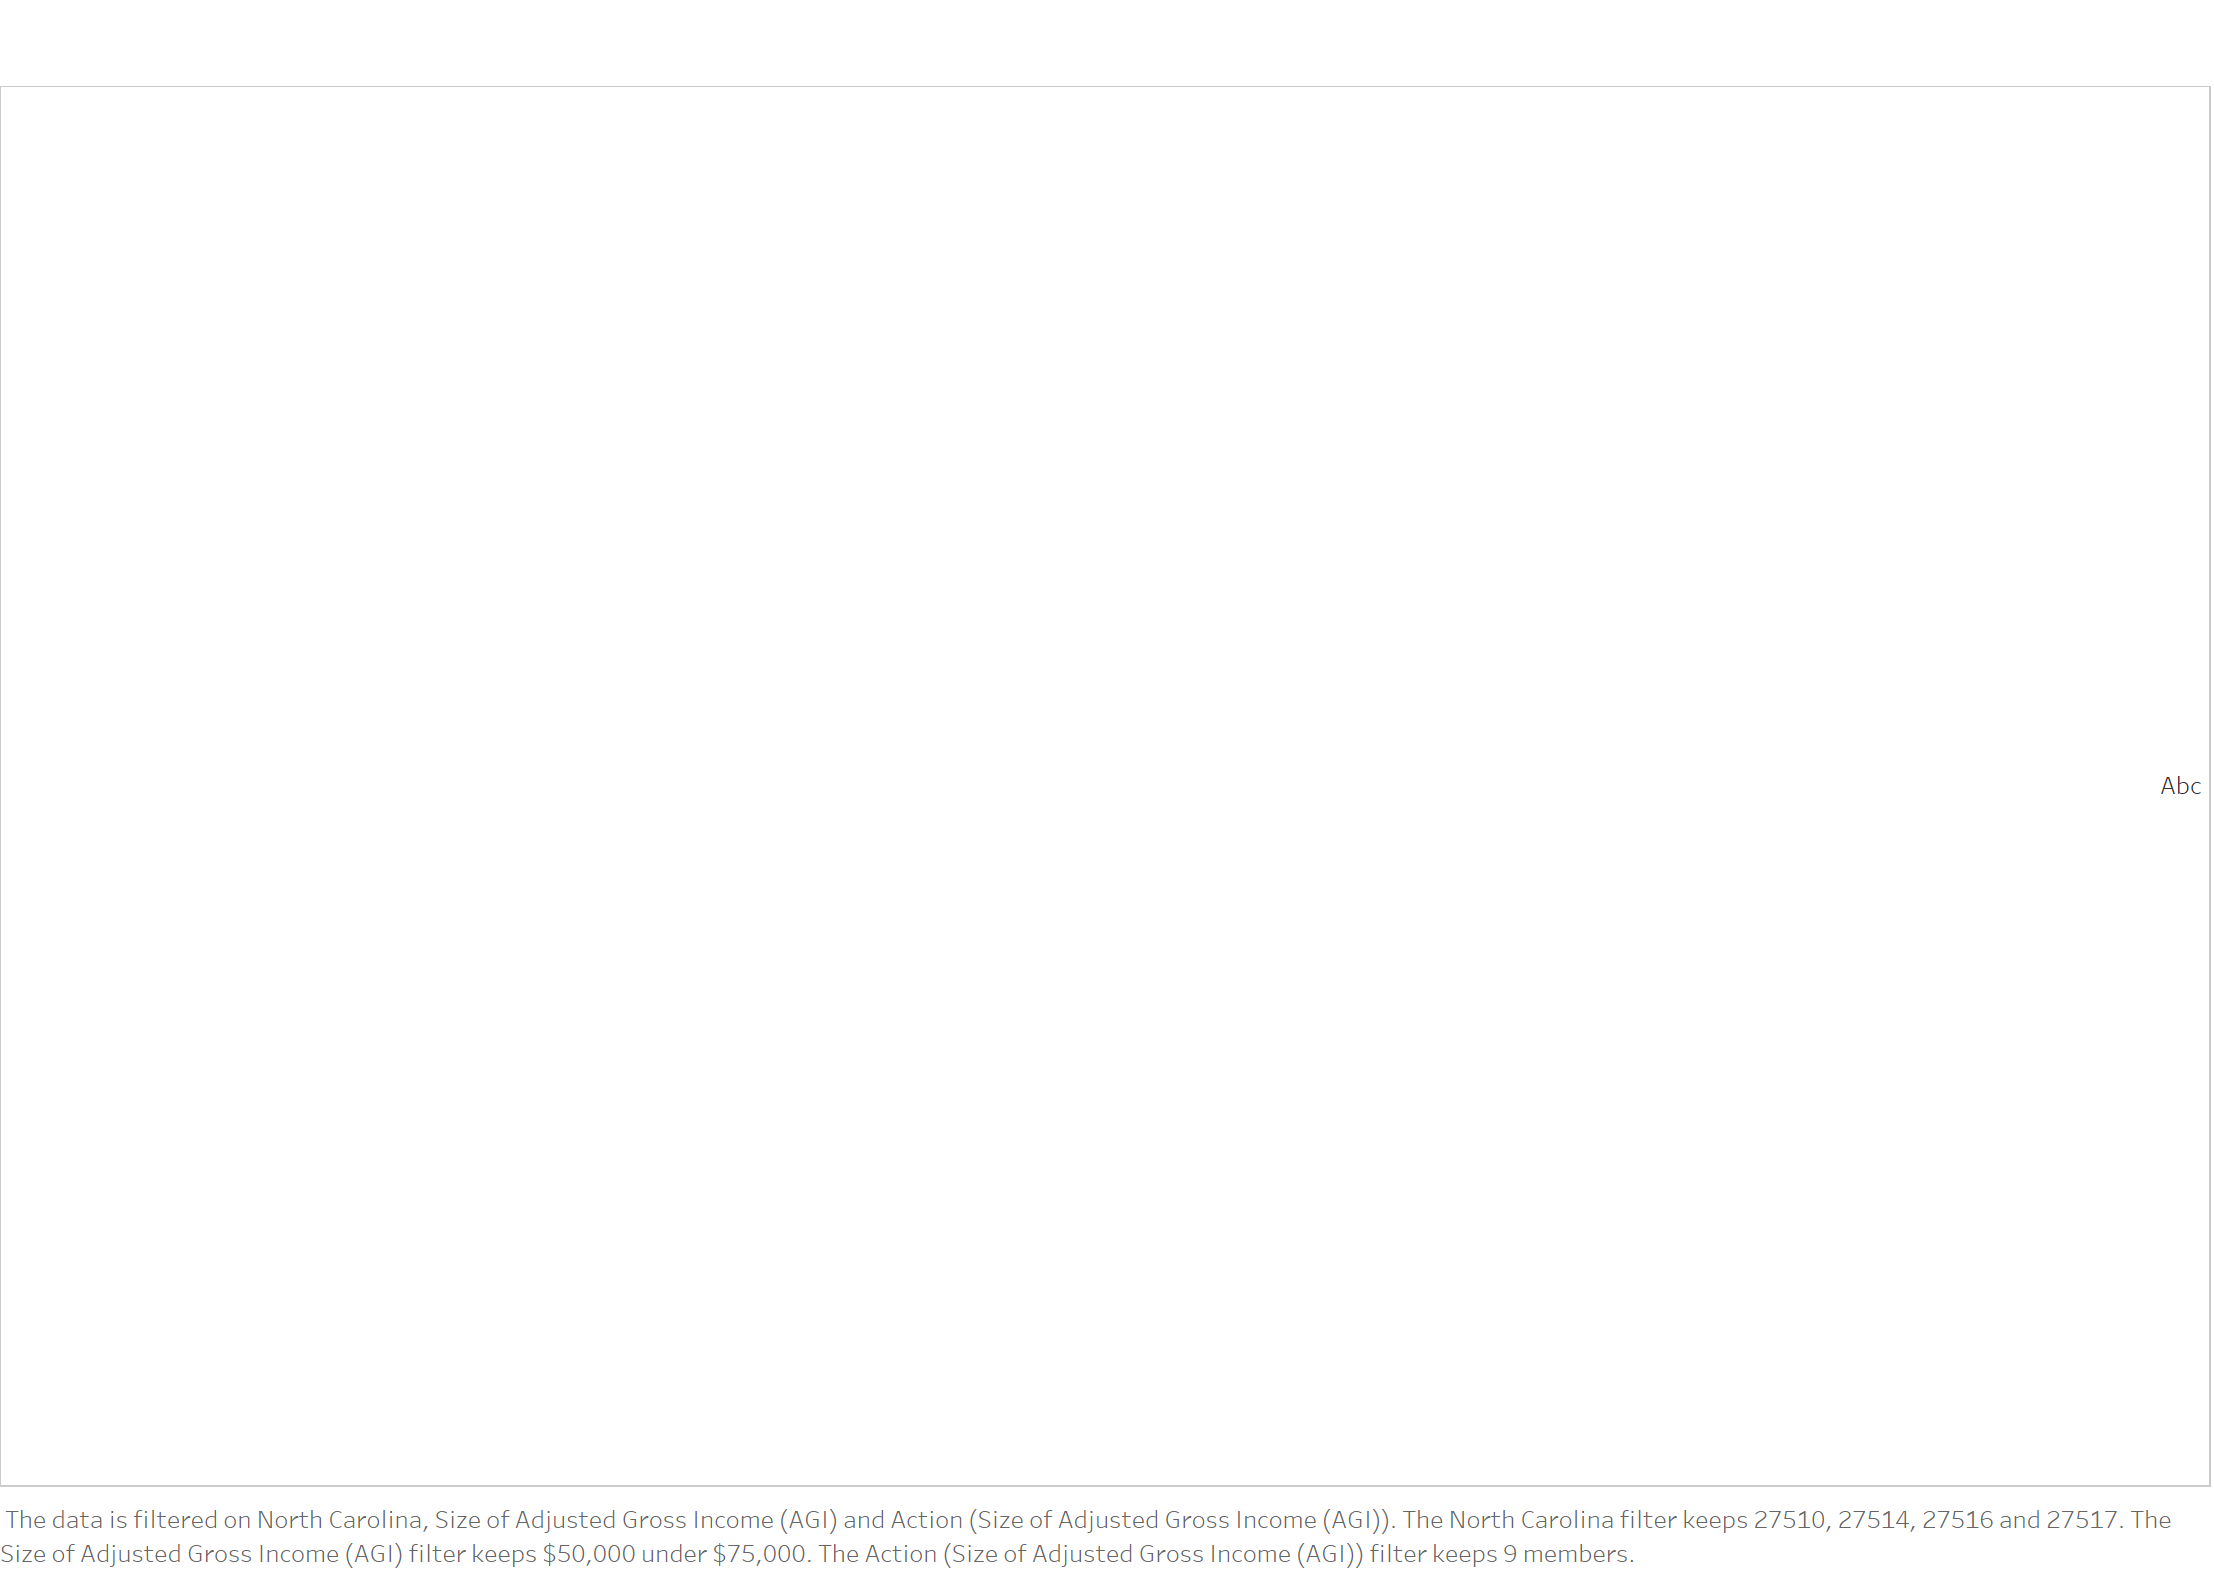 Abc
The data is filtered on North Carolina, Size of Adjusted Gross Income (AGI) and Action (Size of Adjusted Gross Income (AGI)). The North Carolina filter keeps 27510, 27514, 27516 and 27517. The
Size of Adjusted Gross Income (AGI) filter keeps $50,000 under $75,000. The Action (Size of Adjusted Gross Income (AGI)) filter keeps 9 members.